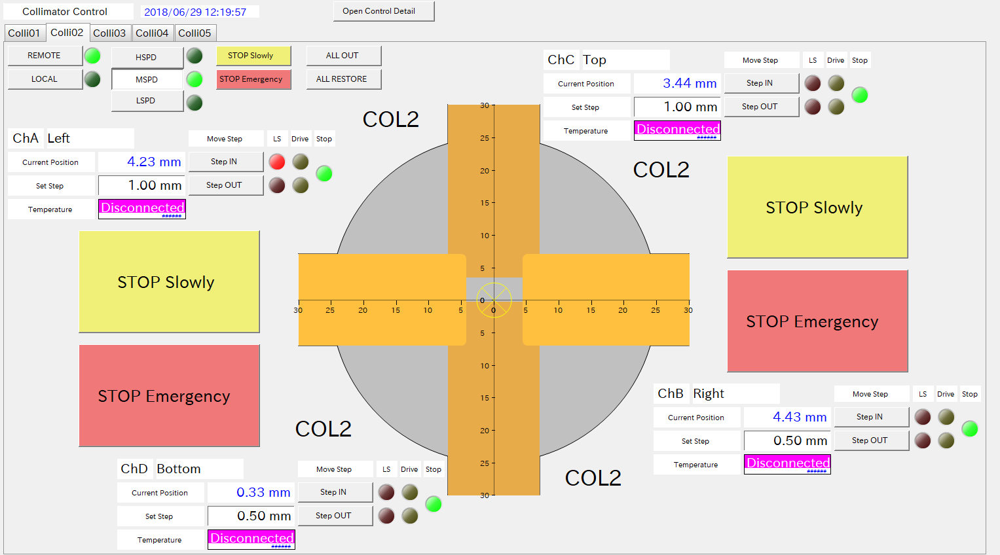 Collimator Control
2018/06/29 12:19:57
Open Control Detail
Colli01 Colli02 Colli03 Colli04 Colli05
REMOTE
LOCAL
HSPD
MSPD
LSPD
STOP Slowly
STOP Emergency
ALL OUT
ALL RESTORE
ChC Top
Move Step LS Drive Stop
Current Position 3.44 mm Step IN
Set Step 1.00 mm Step OUT
Temperature Disconnected
######
ChA Left
Move Step LS Drive Stop
Current Position 4.23 mm Step IN
Set Step 1.00 mm Step OUT
Temperature Disconnected
######
COL2
COL2
STOP Slowly
STOP Emergency
STOP Slowly
STOP Emergency
30
25
20
15
10
5
0
30 25 20 15 10 5 0 5 10 15 20 25 30
5
10
15
20
25
30
COL2
COL2
ChB Right
Move Step LS Drive Stop
Current Position 4.43 mm Step IN
Set Step 0.50 mm Step OUT
Temperature Disconnected
######
ChD Bottom
Move Step LS Drive Stop
Current Position 0.33 mm Step IN
Set Step 0.50 mm Step OUT
Temperature Disconnected
######